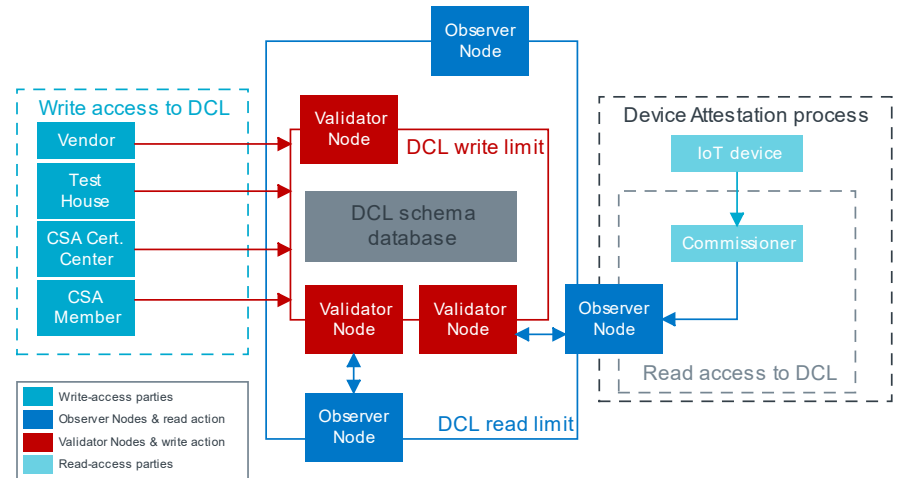 Observer
Node
Write access to DCL
Vendor
Test
House
CSA Cert.
Center
CSA
Member
Validator
Node
DCL write limit
DCL schema
database
Validator
Node
Validator
Node
Observer
Node
DCL read limit
Observer
Node
Device Attestation process
IoT device
Commissioner
Read access to DCL
Write-access parties
Observer Nodes & read action
Validator Nodes & write action
Read-access parties